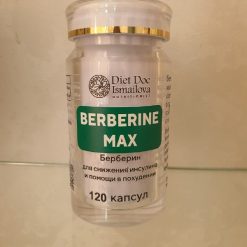 Diet Doc
Ismailova
BERBERINE
MAX
Берберин
для снижения инсулина
и помощи в похудении
120 капсул